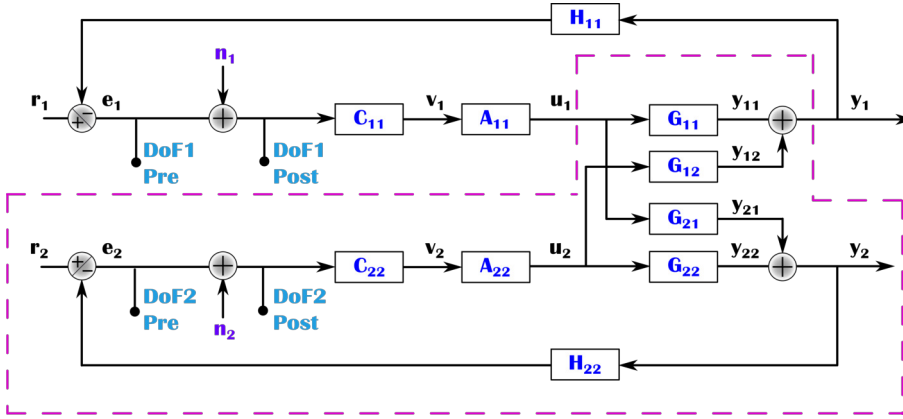 H₁₁
n₁
r₁ e₁ v₁ u₁ y₁₁ y₁
+ −
+
C₁₁ A₁₁ G₁₁
+
DoF1
Pre
DoF1
Post
y₁₂
G₁₂
y₂₁
G₂₁
r₂ e₂ v₂ u₂ y₂₂ y₂
+ −
+
C₂₂ A₂₂ G₂₂
+
DoF2
Pre
n₂
DoF2
Post
H₂₂